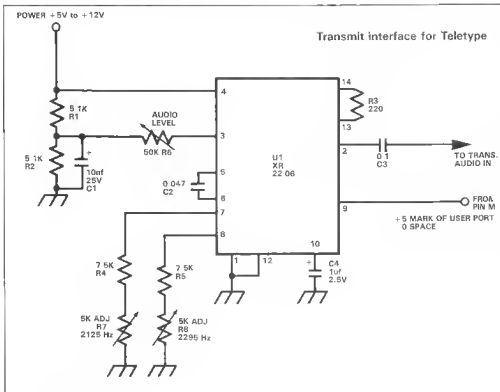 POWER +5V to +12V
Transmit interface for Teletype
4
14
R3
220
13
5 1K
R1
AUDIO
LEVEL
3
50K R6
2
0 1
C3
TO TRANS.
AUDIO IN
5 1K
R2
+
10mf
25V
C1
U1
XR
22 06
5
0 047
C2
6
7
9
FROM
PIN M
+5 MARK OF USER PORT
0 SPACE
8
1
12
10
+
C4
1uf
2.5V
7 5K
R4
7 5K
R5
5K ADJ
R7
2125 Hz
5K ADJ
R8
2295 Hz